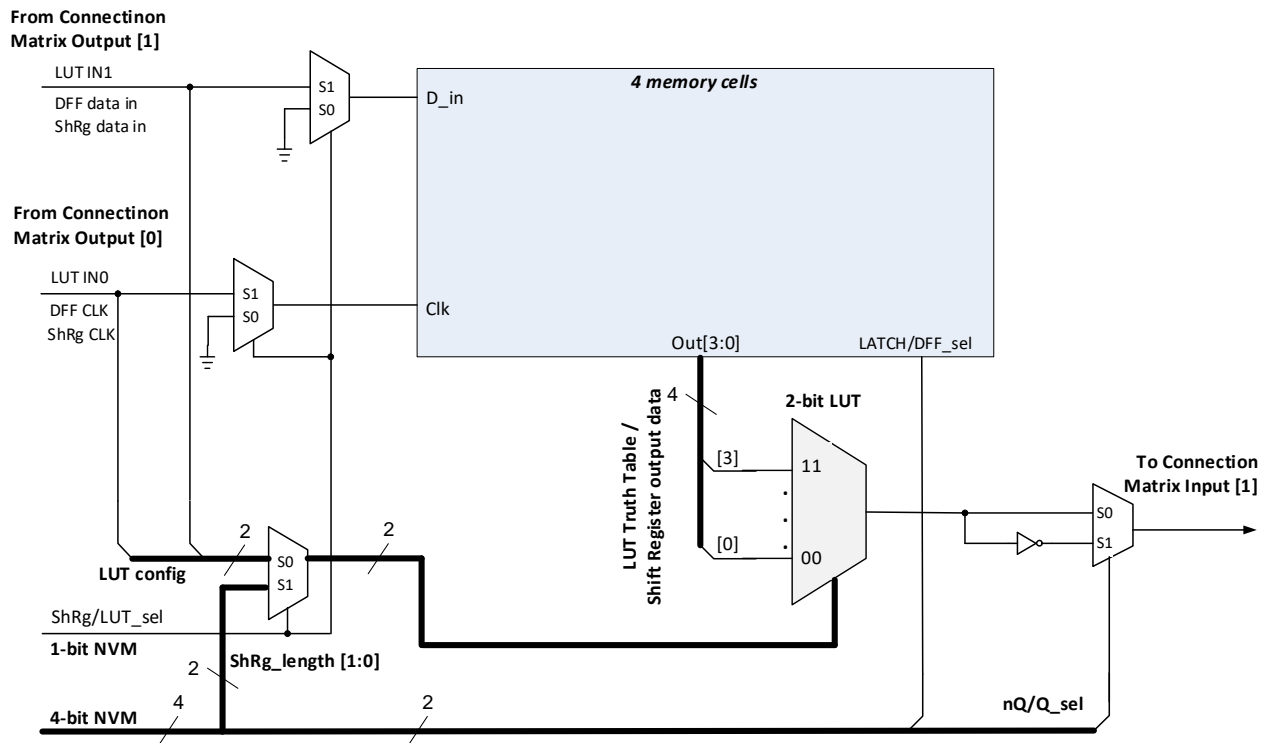 From Connectinon
Matrix Output [1]
LUT IN1
DFF data in
ShRg data in
S1
S0
4 memory cells
D_in
From Connectinon
Matrix Output [0]
LUT IN0
DFF CLK
ShRg CLK
S1
S0
Clk
Out[3:0]
LATCH/DFF_sel
LUT Truth Table /
Shift Register output data
4
2-bit LUT
[3]
11
[0]
00
To Connection
Matrix Input [1]
S0
S1
2
2
LUT config
S0
S1
ShRg/LUT_sel
1-bit NVM
ShRg_length [1:0]
2
nQ/Q_sel
4-bit NVM
4
2